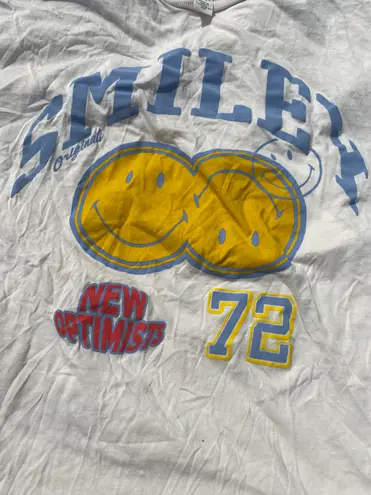 SMILEY
Originals
NEW
OPTIMISTS
72